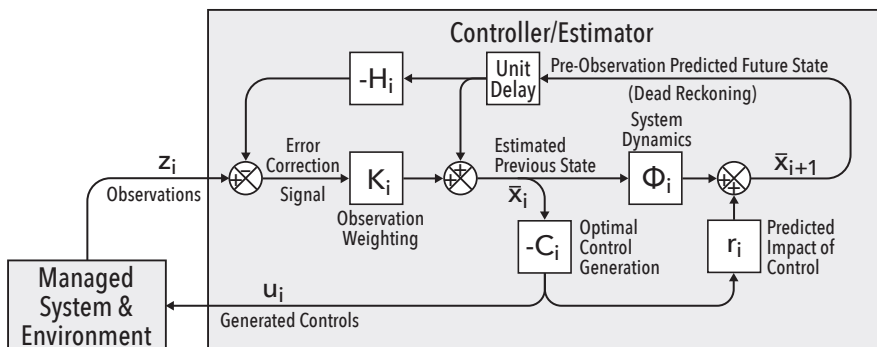 Controller/Estimator
-Hᵢ
Unit
Delay
Pre-Observation Predicted Future State
(Dead Reckoning)
System
Dynamics
zᵢ
Observations
+
−
Error
Correction
Signal
Kᵢ
Observation
Weighting
+
+
Estimated
Previous State
x̄ᵢ
Φᵢ
+
+
x̄ᵢ₊₁
-Cᵢ
Optimal
Control
Generation
rᵢ
Predicted
Impact of
Control
Managed
System &
Environment
uᵢ
Generated Controls